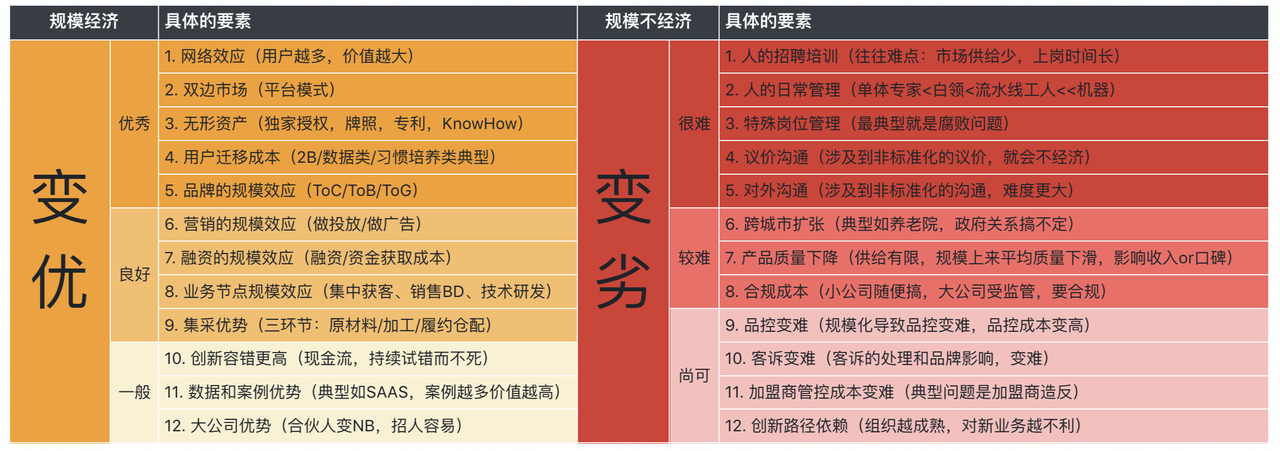 规模经济
具体的要素
规模不经济
具体的要素
变优
优秀
1. 网络效应（用户越多，价值越大）
2. 双边市场（平台模式）
3. 无形资产（独家授权，牌照，专利，KnowHow）
4. 用户迁移成本（2B/数据类/习惯培养类典型）
5. 品牌的规模效应（ToC/ToB/ToG）
良好
6. 营销的规模效应（做投放/做广告）
7. 融资的规模效应（融资/资金获取成本）
8. 业务节点规模效应（集中获客、销售BD、技术研发）
9. 集采优势（三环节：原材料/加工/履约仓配）
一般
10. 创新容错更高（现金流，持续试错而不死）
11. 数据和案例优势（典型如SAAS，案例越多价值越高）
12. 大公司优势（合伙人变NB，招人容易）
变劣
很难
1. 人的招聘培训（往往难点：市场供给少，上岗时间长）
2. 人的日常管理（单体专家<白领<流水线工人<<机器）
3. 特殊岗位管理（最典型就是腐败问题）
4. 议价沟通（涉及到非标准化的议价，就会不经济）
5. 对外沟通（涉及到非标准化的沟通，难度更大）
较难
6. 跨城市扩张（典型如养老院，政府关系搞不定）
7. 产品质量下降（供给有限，规模上来平均质量下滑，影响收入or口碑）
8. 合规成本（小公司随便搞，大公司受监管，要合规）
尚可
9. 品控变难（规模化导致品控变难，品控成本变高）
10. 客诉变难（客诉的处理和品牌影响，变难）
11. 加盟商管控成本变难（典型问题是加盟商造反）
12. 创新路径依赖（组织越成熟，对新业务越不利）